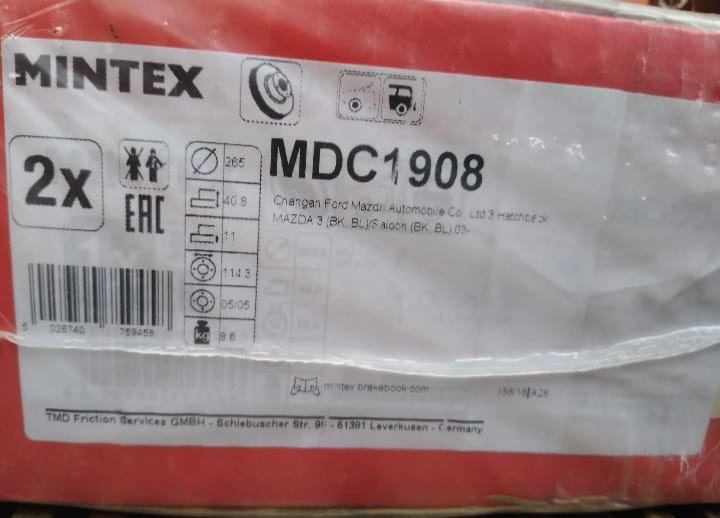 MINTEX
2x
EAC
265
40.8
11
114.3
05/05
kg
8.6
MDC1908
Changan Ford Mazda Automobile Co., Ltd 3 Hatchback
MAZDA 3 (BK, BL)/Saloon (BK, BL) 03-
5 028740 759458
mintex.brakebook.com
TMD Friction Services GMBH - Schlebuscher Str. 99 - 51381 Leverkusen - Germany